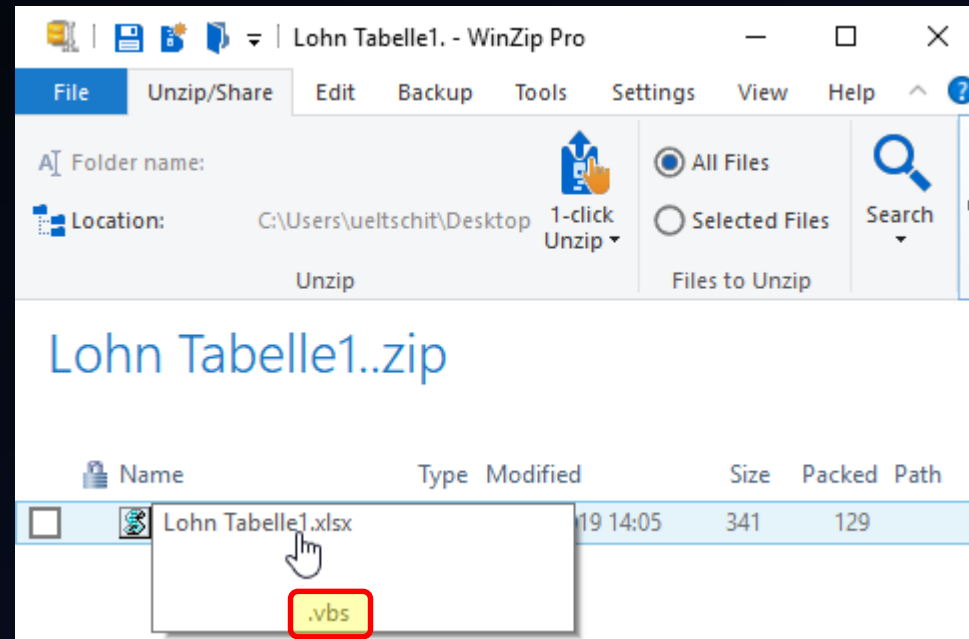 Lohn Tabelle1. - WinZip Pro
File Unzip/Share Edit Backup Tools Settings View Help
Folder name:
Location: C:\Users\ueltschit\Desktop
1-click
Unzip
All Files
Selected Files
Search
Unzip
Files to Unzip
Lohn Tabelle1..zip
Name Type Modified Size Packed Path
Lohn Tabelle1.xlsx 14:05 341 129
.vbs